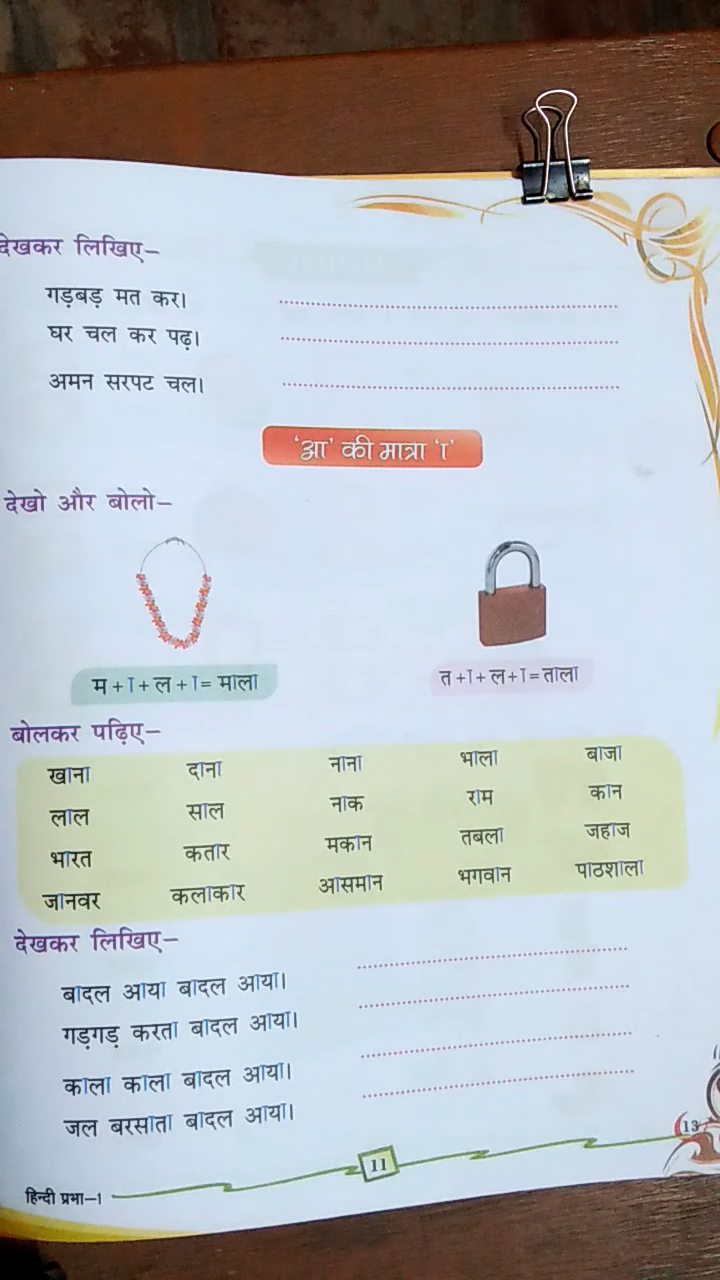 देखकर लिखिए–
गड़बड़ मत कर।
घर चल कर पढ़।
अमन सरपट चल।
'आ' की मात्रा 'ा'
देखो और बोलो–
म + ा + ल + ा = माला
त + ा + ल + ा = ताला
बोलकर पढ़िए–
खाना दाना नाना भाला बाजा
लाल साल नाक राम कान
भारत कतार मकान तबला जहाज
जानवर कलाकार आसमान भगवान पाठशाला
देखकर लिखिए–
बादल आया बादल आया।
गड़गड़ करता बादल आया।
काला काला बादल आया।
जल बरसाता बादल आया।
13
11
हिन्दी प्रभा–1